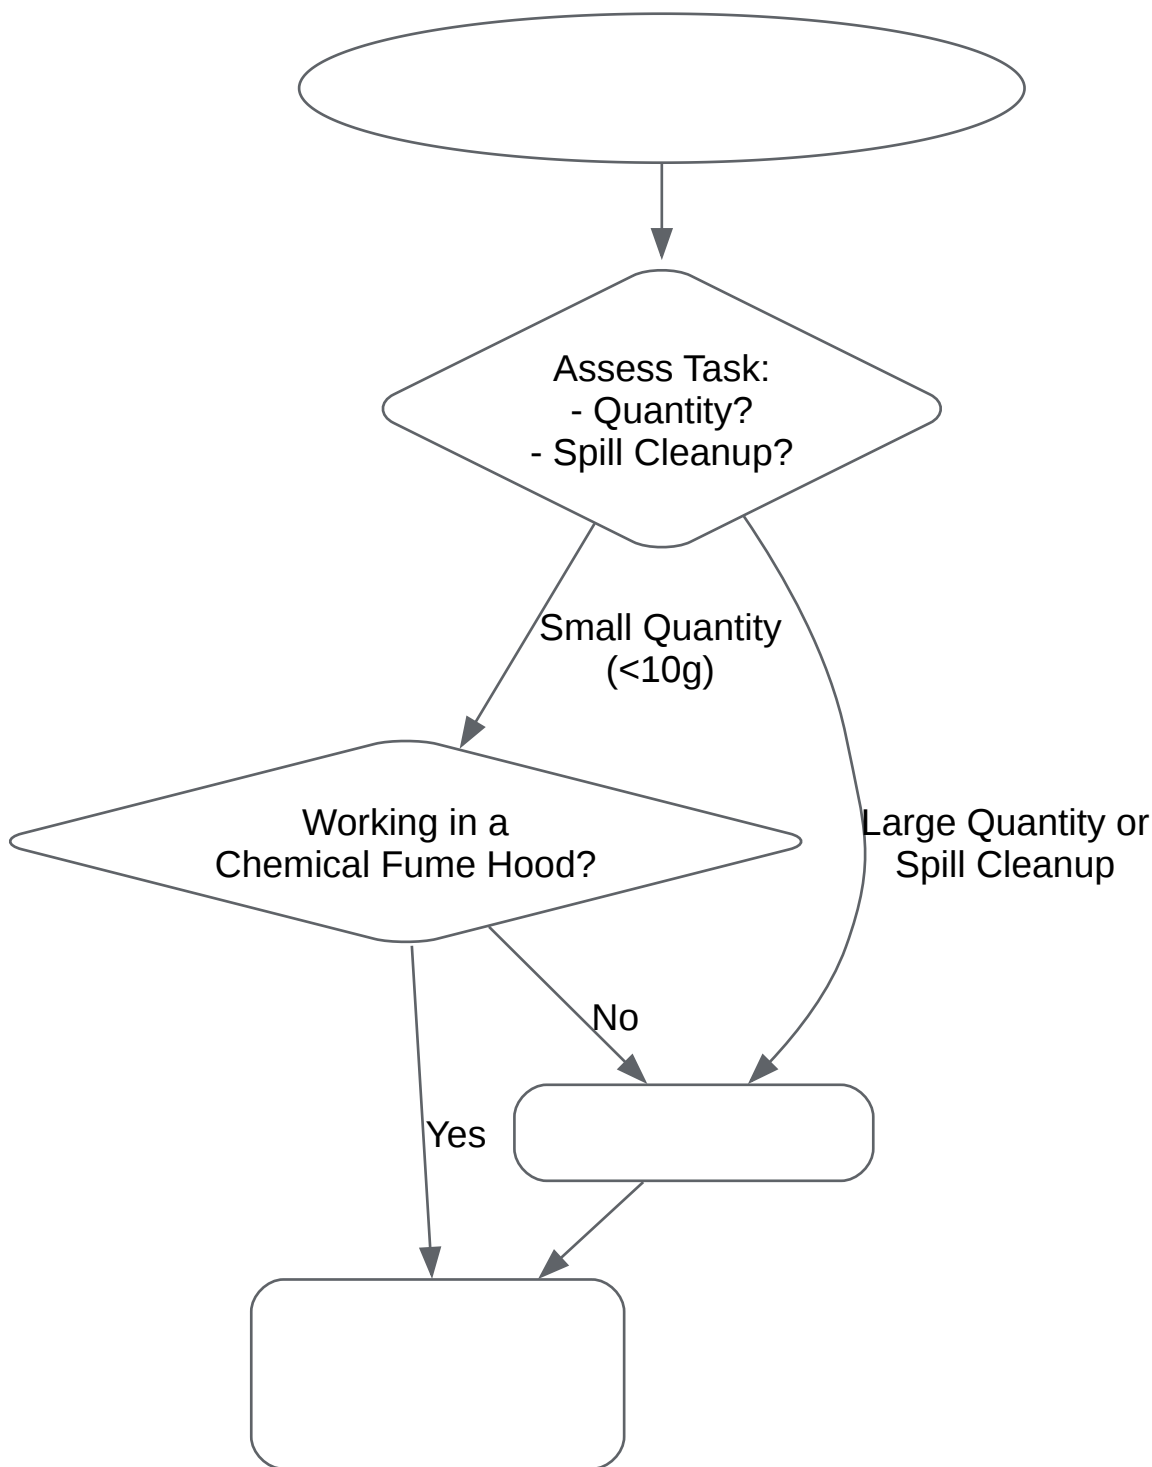 Assess Task:
- Quantity?
- Spill Cleanup?
Small Quantity
(<10g)
Working in a
Chemical Fume Hood?
Large Quantity or
Spill Cleanup
No
Yes